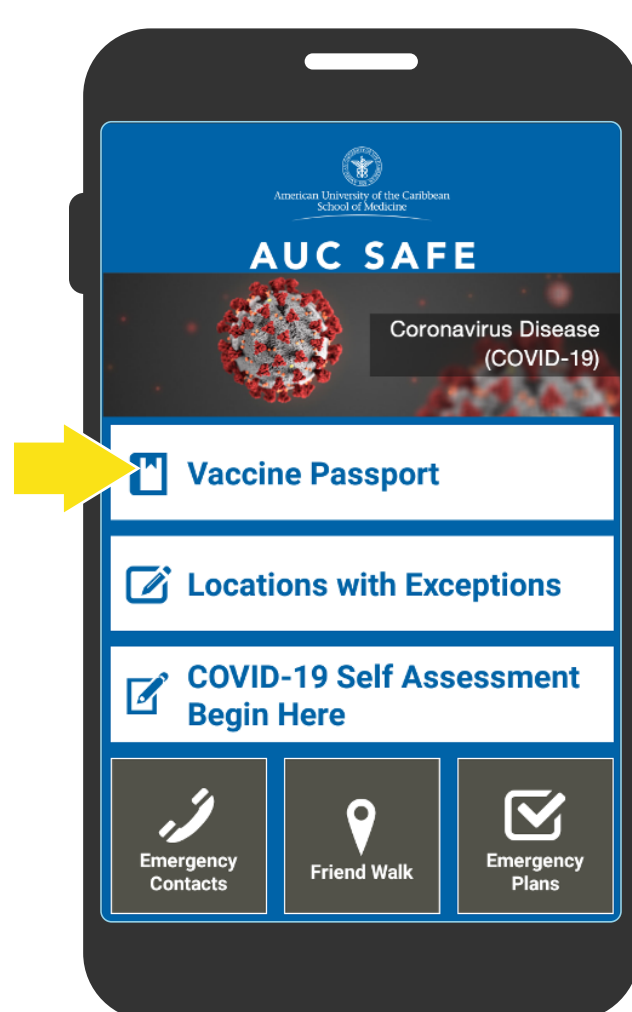 American University of the Caribbean
School of Medicine
AUC SAFE
Coronavirus Disease
(COVID-19)
Vaccine Passport
Locations with Exceptions
COVID-19 Self Assessment
Begin Here
Emergency
Contacts
Friend Walk
Emergency
Plans